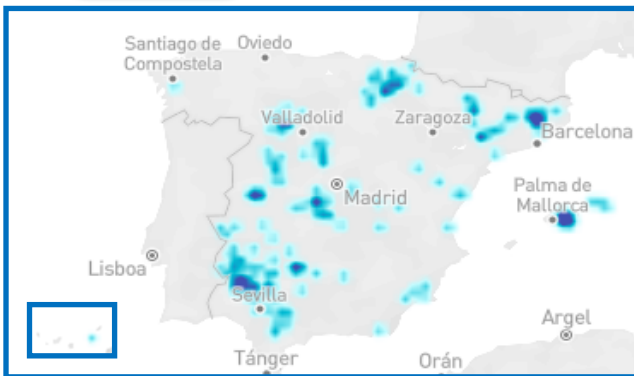 Santiago de
Compostela
Oviedo
Valladolid
Zaragoza
Barcelona
Madrid
Palma de
Mallorca
Lisboa
Sevilla
Tánger
Orán
Argel